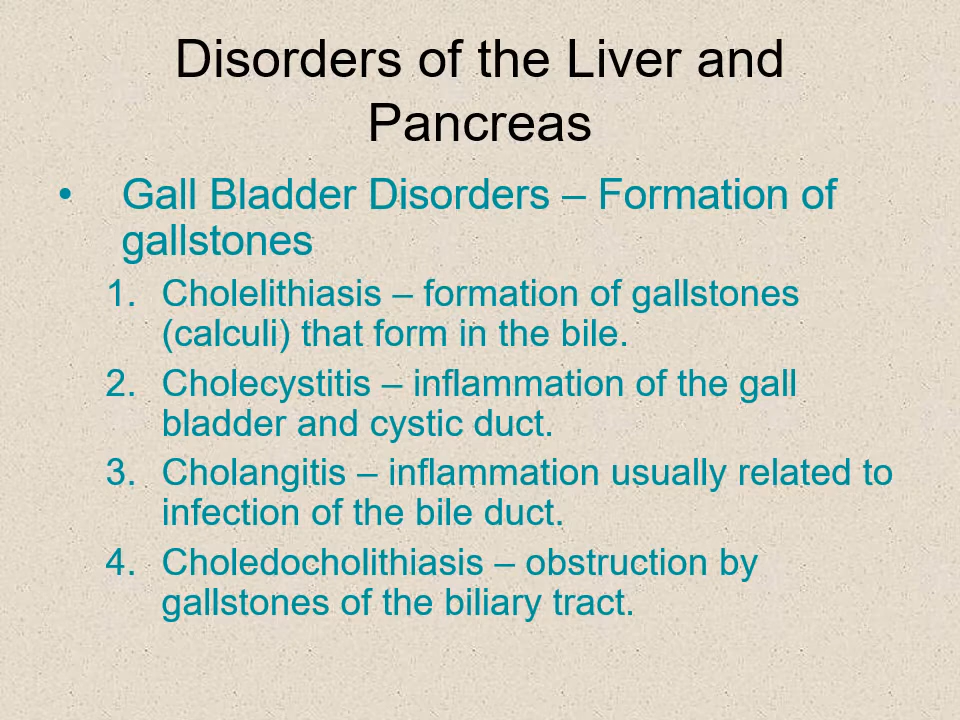 Disorders of the Liver and
Pancreas
• Gall Bladder Disorders – Formation of
gallstones
1. Cholelithiasis – formation of gallstones
(calculi) that form in the bile.
2. Cholecystitis – inflammation of the gall
bladder and cystic duct.
3. Cholangitis – inflammation usually related to
infection of the bile duct.
4. Choledocholithiasis – obstruction by
gallstones of the biliary tract.